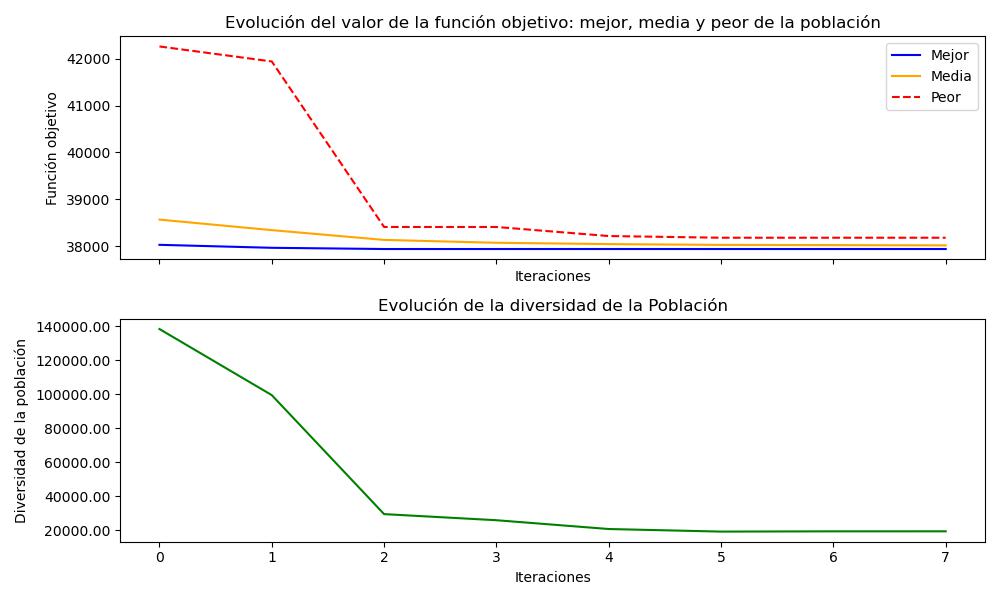 Evolución del valor de la función objetivo: mejor, media y peor de la población
42000
41000
40000
39000
38000
Función objetivo
Mejor
Media
Peor
Iteraciones
Evolución de la diversidad de la Población
140000.00
120000.00
100000.00
80000.00
60000.00
40000.00
20000.00
Diversidad de la población
0 1 2 3 4 5 6 7
Iteraciones